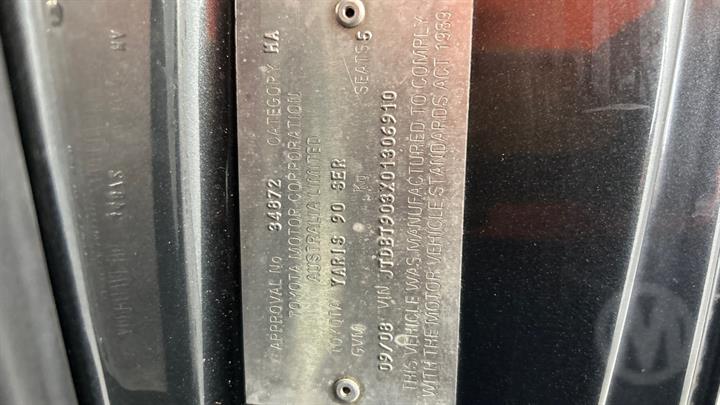 APPROVAL No 34872 CATEGORY MA
TOYOTA MOTOR CORPORATION
AUSTRALIA LIMITED
TOYOTA YARIS 90 SER
GVM Kg SEATS 5
09/08 VIN JTDBT903X01306910
THIS VEHICLE WAS MANUFACTURED TO COMPLY
WITH THE MOTOR VEHICLE STANDARDS ACT 1989
M